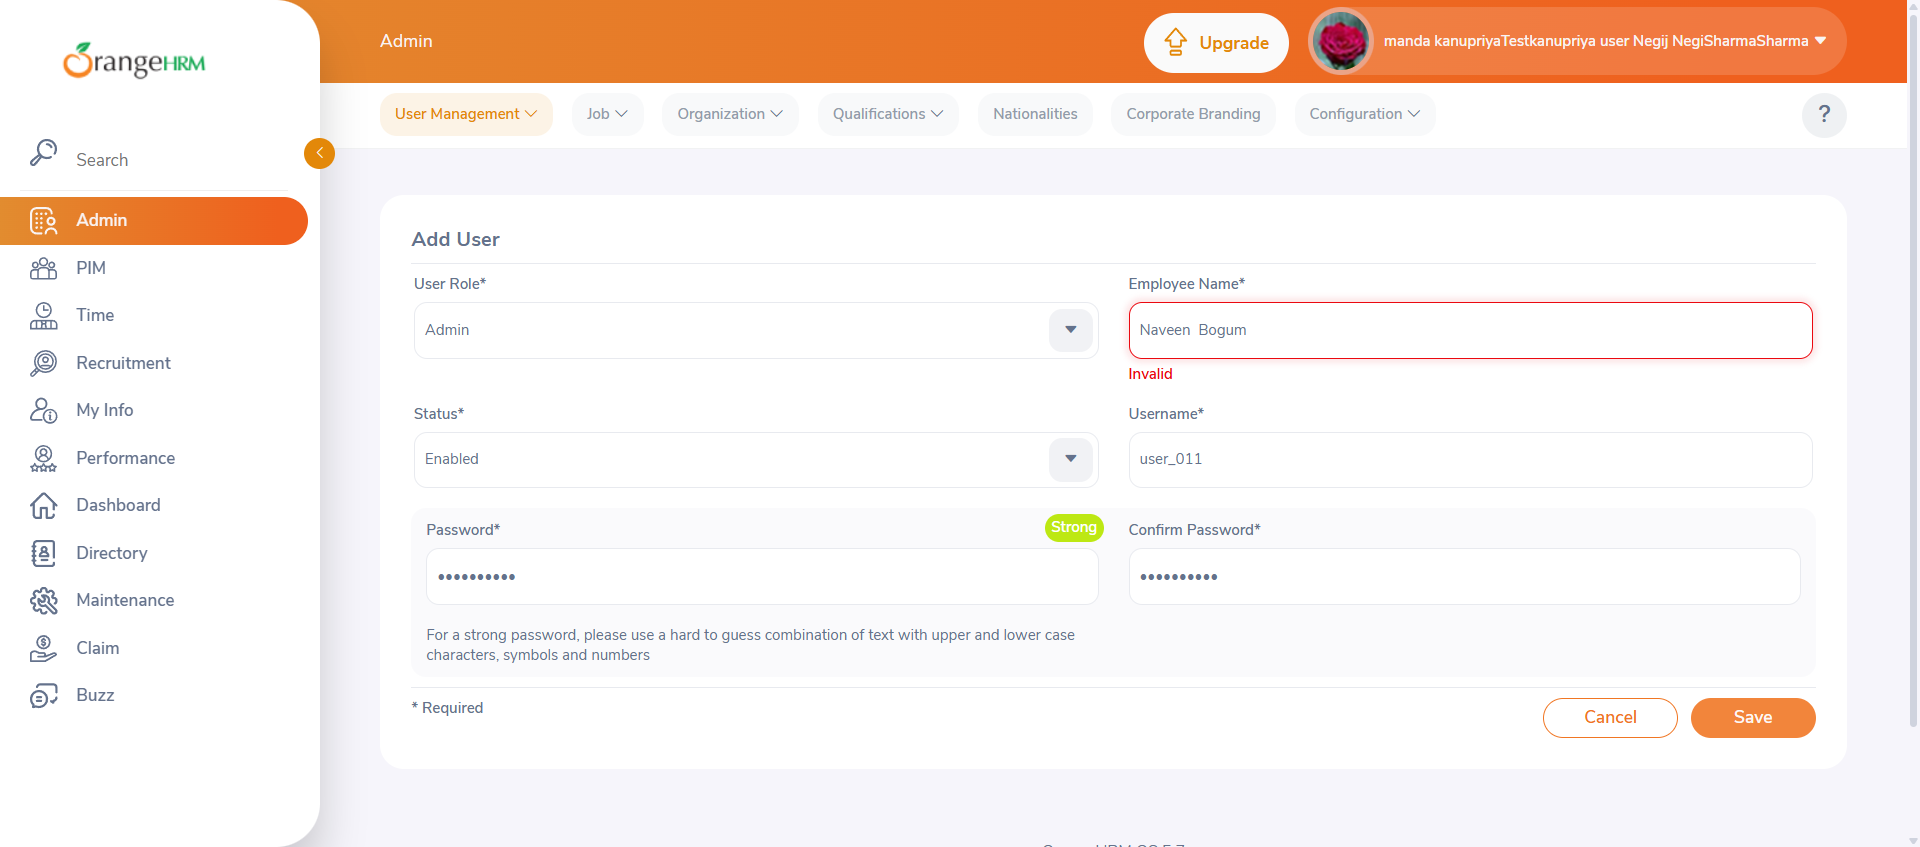 OrangeHRM
Admin
Upgrade
manda kanupriyaTestkanupriya user Negij NegiSharmaSharma
User Management
Job
Organization
Qualifications
Nationalities
Corporate Branding
Configuration
?
Search
Admin
PIM
Time
Recruitment
My Info
Performance
Dashboard
Directory
Maintenance
Claim
Buzz
Add User
User Role*
Admin
Employee Name*
Naveen  Bogum
Invalid
Status*
Enabled
Username*
user_011
Password*
Strong
••••••••••
Confirm Password*
••••••••••
For a strong password, please use a hard to guess combination of text with upper and lower case
characters, symbols and numbers
* Required
Cancel
Save